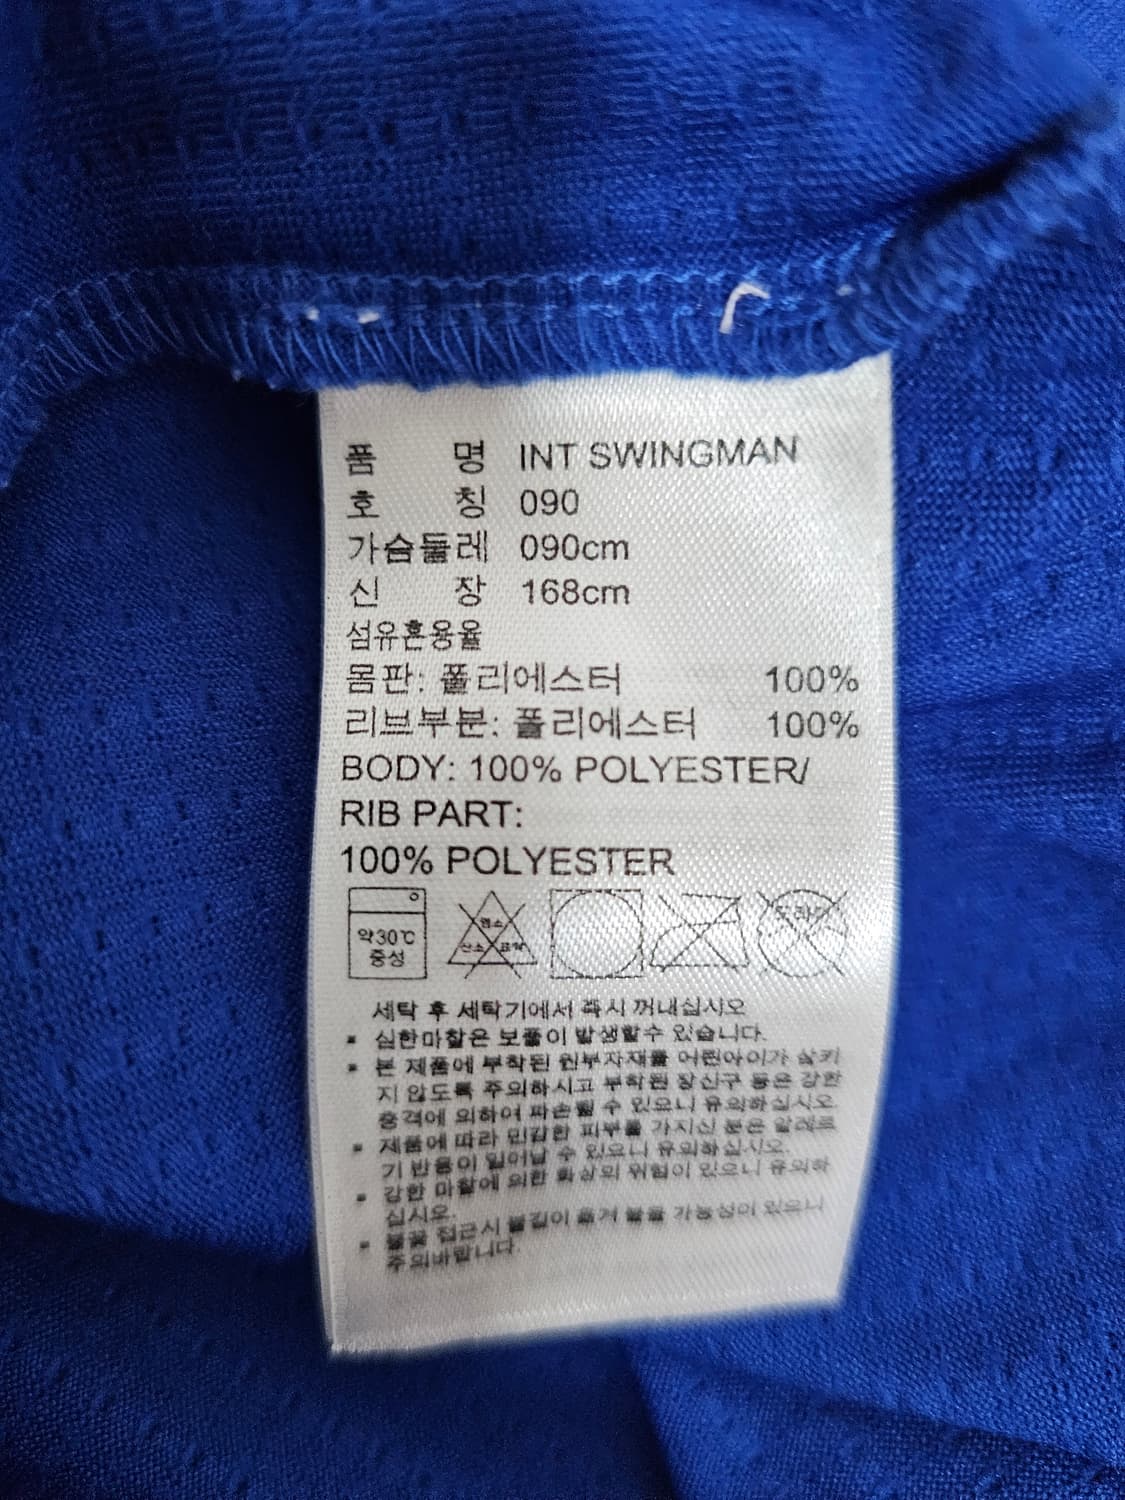 품 명 INT SWINGMAN
호 칭 090
가슴둘레 090cm
신 장 168cm
섬유혼용율
몸판: 폴리에스터 100%
리브부분: 폴리에스터 100%
BODY: 100% POLYESTER/
RIB PART:
100% POLYESTER
약30℃
중성
염소
산소 표백
드라이
세탁 후 세탁기에서 즉시 꺼내십시오
▪ 심한마찰은 보풀이 발생할수 있습니다.
▪ 본 제품에 부착된 원부자재를 어린아이가 삼키
지 않도록 주의하시고 부착된 장신구 등은 강한
충격에 의하여 파손될 수 있으니 유의하십시오.
▪ 제품에 따라 민감한 피부를 가지신 분은 알레르
기 반응이 일어날 수 있으니 유의하십시오.
▪ 강한 마찰에 의한 화상의 위험이 있으니 유의하
십시오.
▪ 접근시 불길이 옮겨 붙을 가능성이 있으니
주의바랍니다.